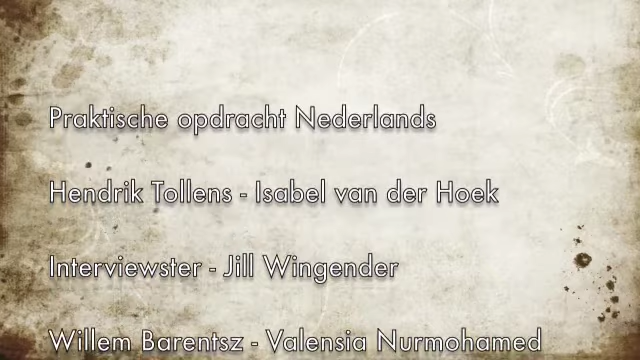 Praktische opdracht Nederlands
Hendrik Tollens - Isabel van der Hoek
Interviewster - Jill Wingender
Willem Barentsz - Valensia Nurmohamed